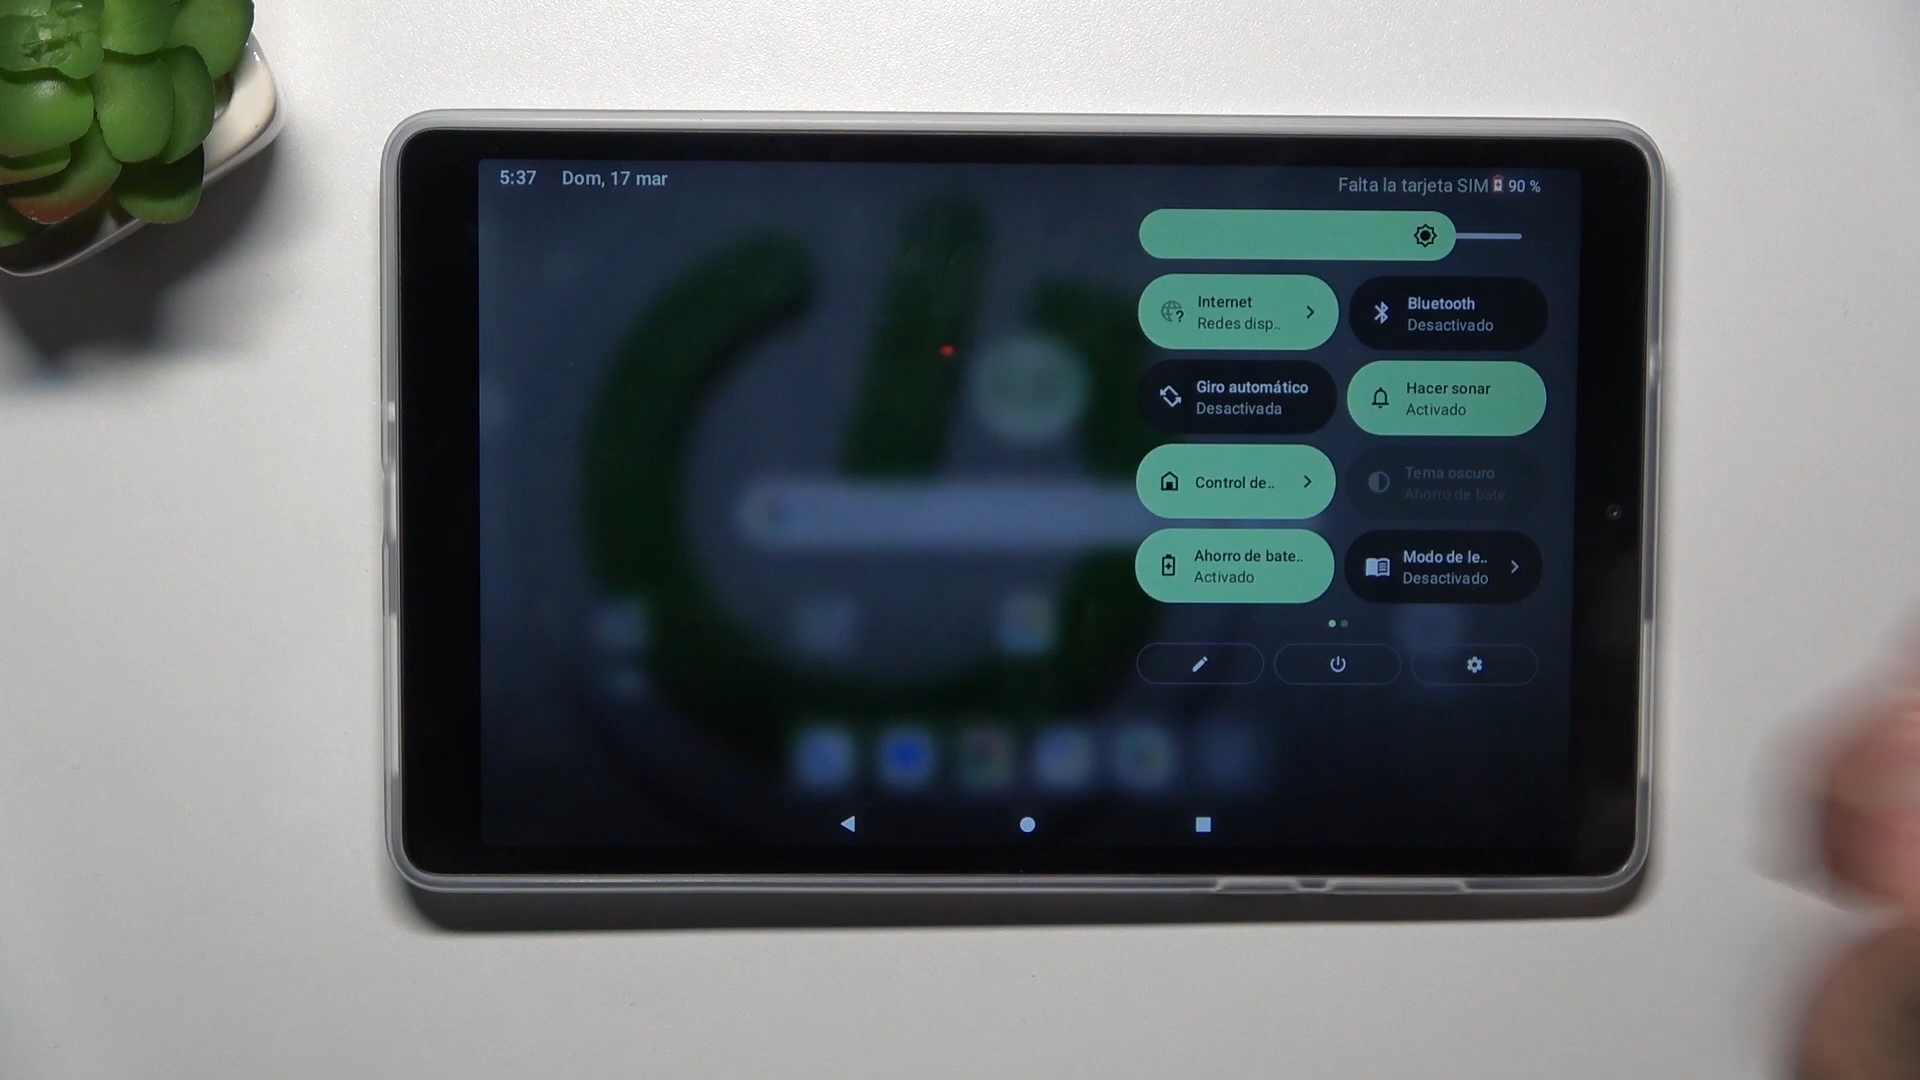 5:37 Dom, 17 mar
Falta la tarjeta SIM 90 %
Internet
Redes disp..
Bluetooth
Desactivado
Giro automático
Desactivada
Hacer sonar
Activado
Control de..
Tema oscuro
Ahorro de bate..
Ahorro de bate..
Activado
Modo de le..
Desactivado